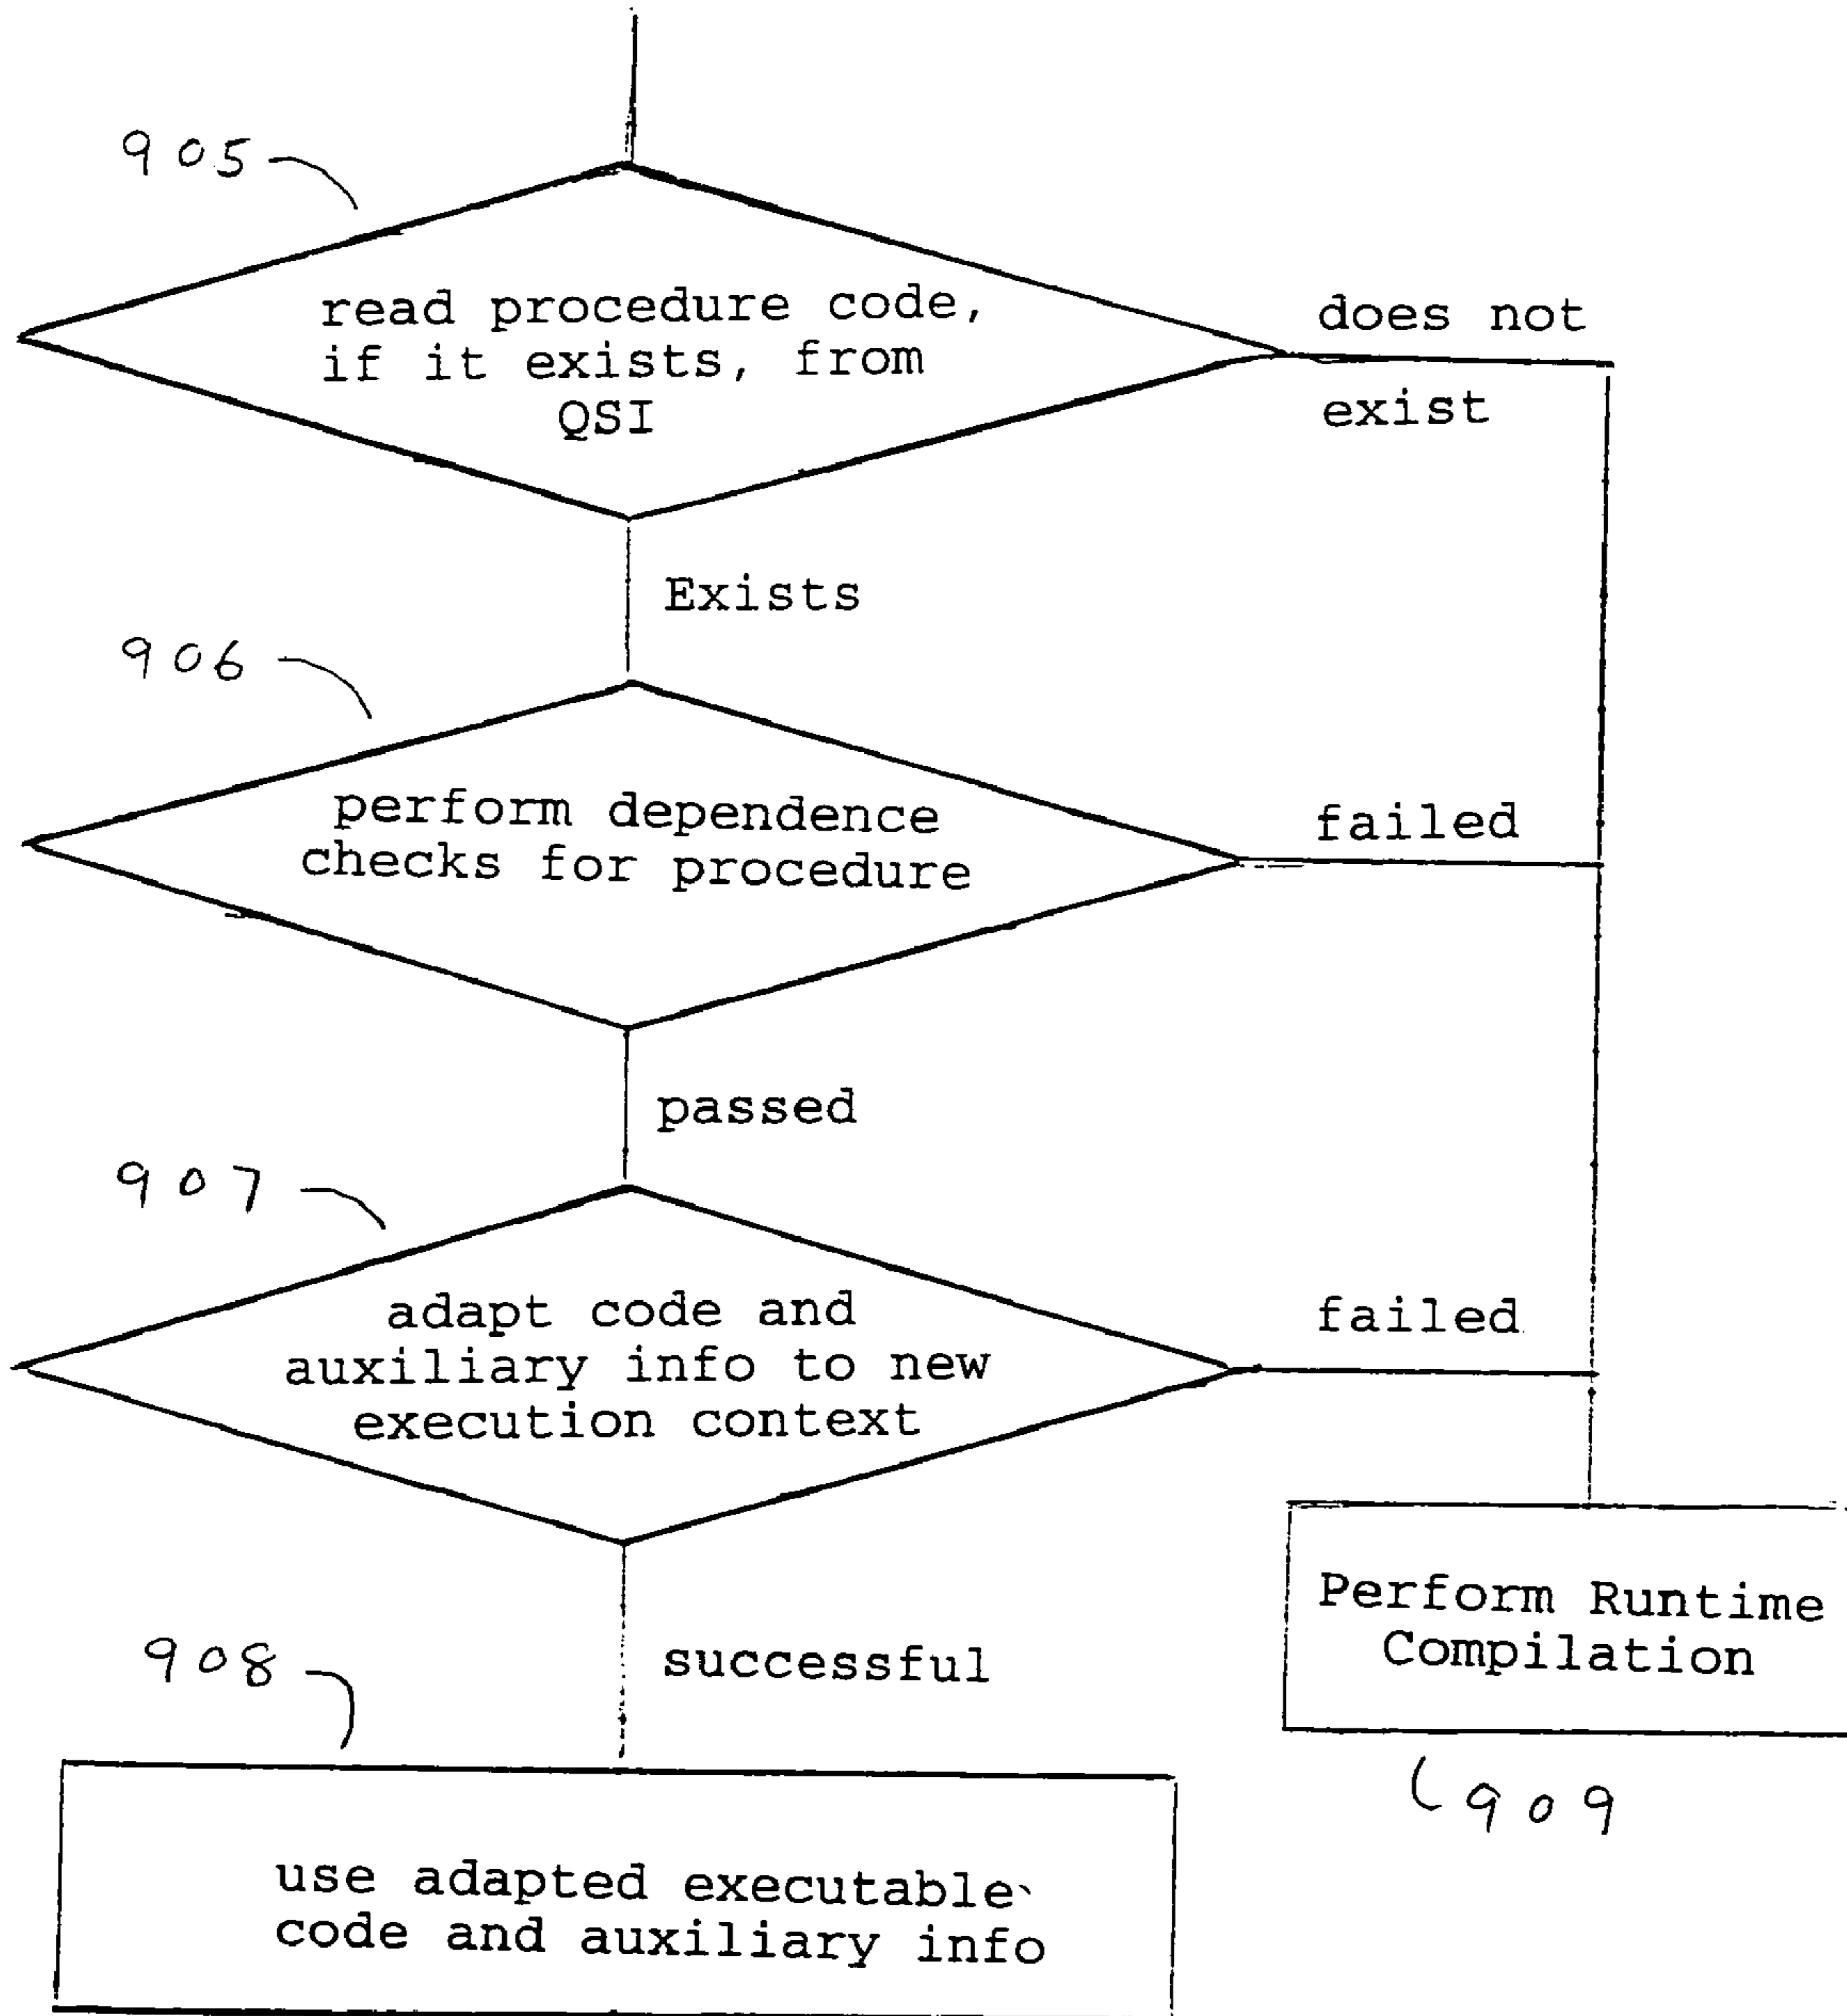 905
read procedure code,
if it exists, from
QSI
does not
exist
Exists
906
perform dependence
checks for procedure
failed
passed
907
adapt code and
auxiliary info to new
execution context
failed
successful
Perform Runtime
Compilation
909
908
use adapted executable
code and auxiliary info